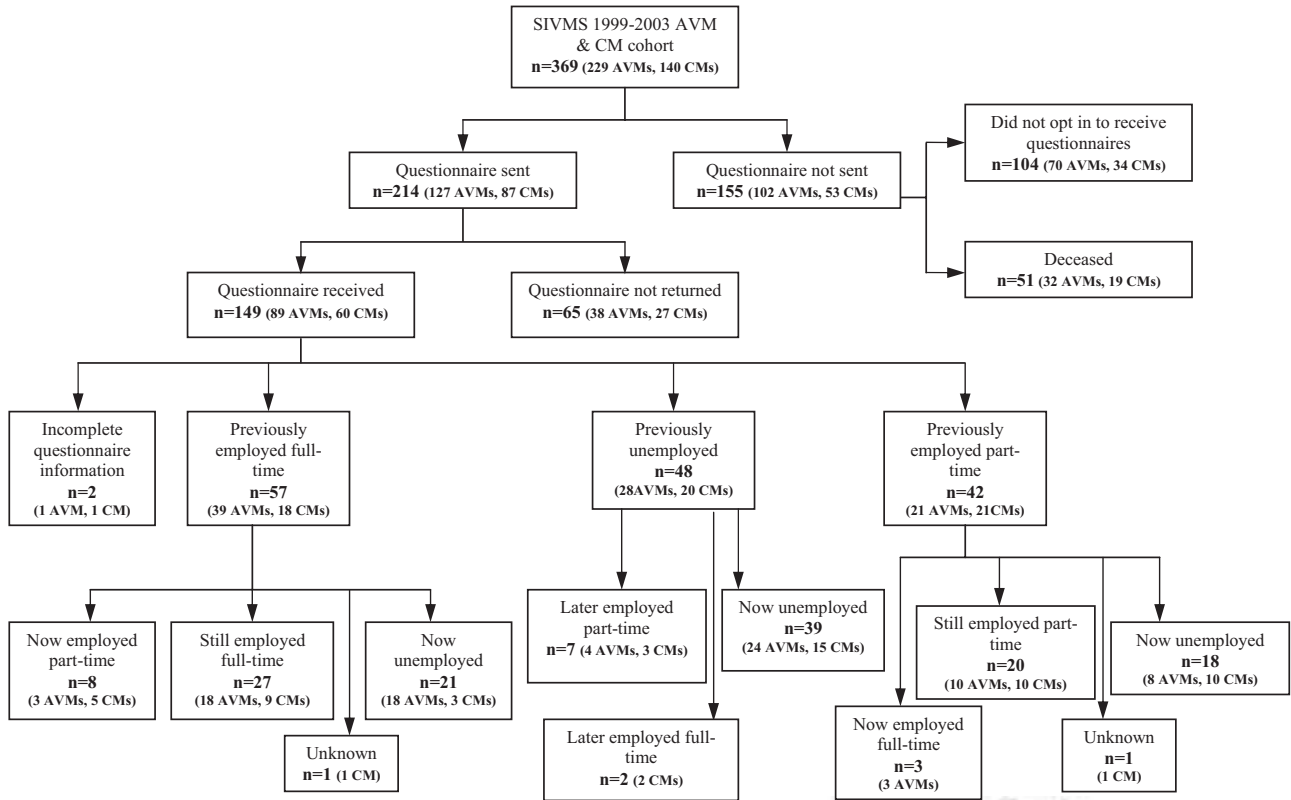 SIVMS 1999-2003 AVM
& CM cohort
n=369 (229 AVMs, 140 CMs)
Did not opt in to receive
questionnaires
n=104 (70 AVMs, 34 CMs)
Questionnaire sent
n=214 (127 AVMs, 87 CMs)
Questionnaire not sent
n=155 (102 AVMs, 53 CMs)
Deceased
n=51 (32 AVMs, 19 CMs)
Questionnaire received
n=149 (89 AVMs, 60 CMs)
Questionnaire not returned
n=65 (38 AVMs, 27 CMs)
Incomplete
questionnaire
information
n=2
(1 AVM, 1 CM)
Previously
employed full-
time
n=57
(39 AVMs, 18 CMs)
Previously
unemployed
n=48
(28AVMs, 20 CMs)
Previously
employed part-
time
n=42
(21 AVMs, 21CMs)
Now employed
part-time
n=8
(3 AVMs, 5 CMs)
Still employed
full-time
n=27
(18 AVMs, 9 CMs)
Now
unemployed
n=21
(18 AVMs, 3 CMs)
Unknown
n=1 (1 CM)
Later employed
part-time
n=7 (4 AVMs, 3 CMs)
Now unemployed
n=39
(24 AVMs, 15 CMs)
Later employed full-
time
n=2 (2 CMs)
Still employed part-
time
n=20
(10 AVMs, 10 CMs)
Now unemployed
n=18
(8 AVMs, 10 CMs)
Now employed
full-time
n=3
(3 AVMs)
Unknown
n=1
(1 CM)